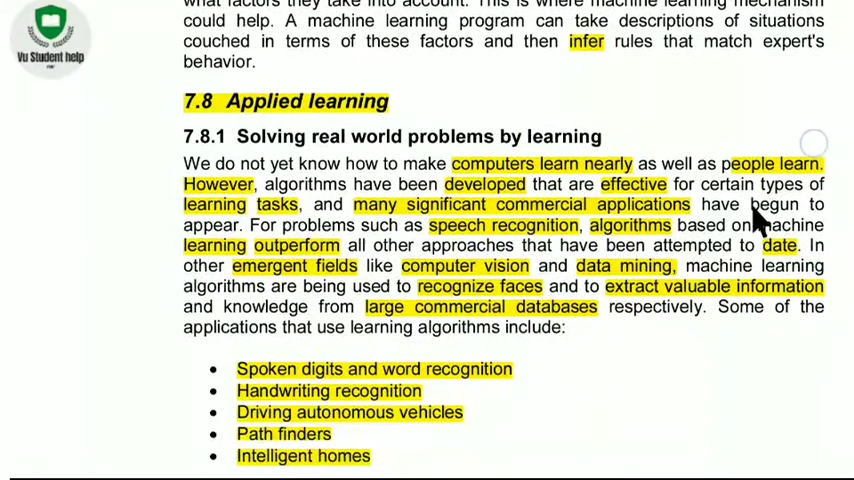 what factors they take into account. This is where machine learning mechanism
could help. A machine learning program can take descriptions of situations
couched in terms of these factors and then infer rules that match expert's
behavior.
Vu Student help
7.8 Applied learning
7.8.1 Solving real world problems by learning
We do not yet know how to make computers learn nearly as well as people learn.
However, algorithms have been developed that are effective for certain types of
learning tasks, and many significant commercial applications have begun to
appear. For problems such as speech recognition, algorithms based on machine
learning outperform all other approaches that have been attempted to date. In
other emergent fields like computer vision and data mining, machine learning
algorithms are being used to recognize faces and to extract valuable information
and knowledge from large commercial databases respectively. Some of the
applications that use learning algorithms include:
• Spoken digits and word recognition
• Handwriting recognition
• Driving autonomous vehicles
• Path finders
• Intelligent homes